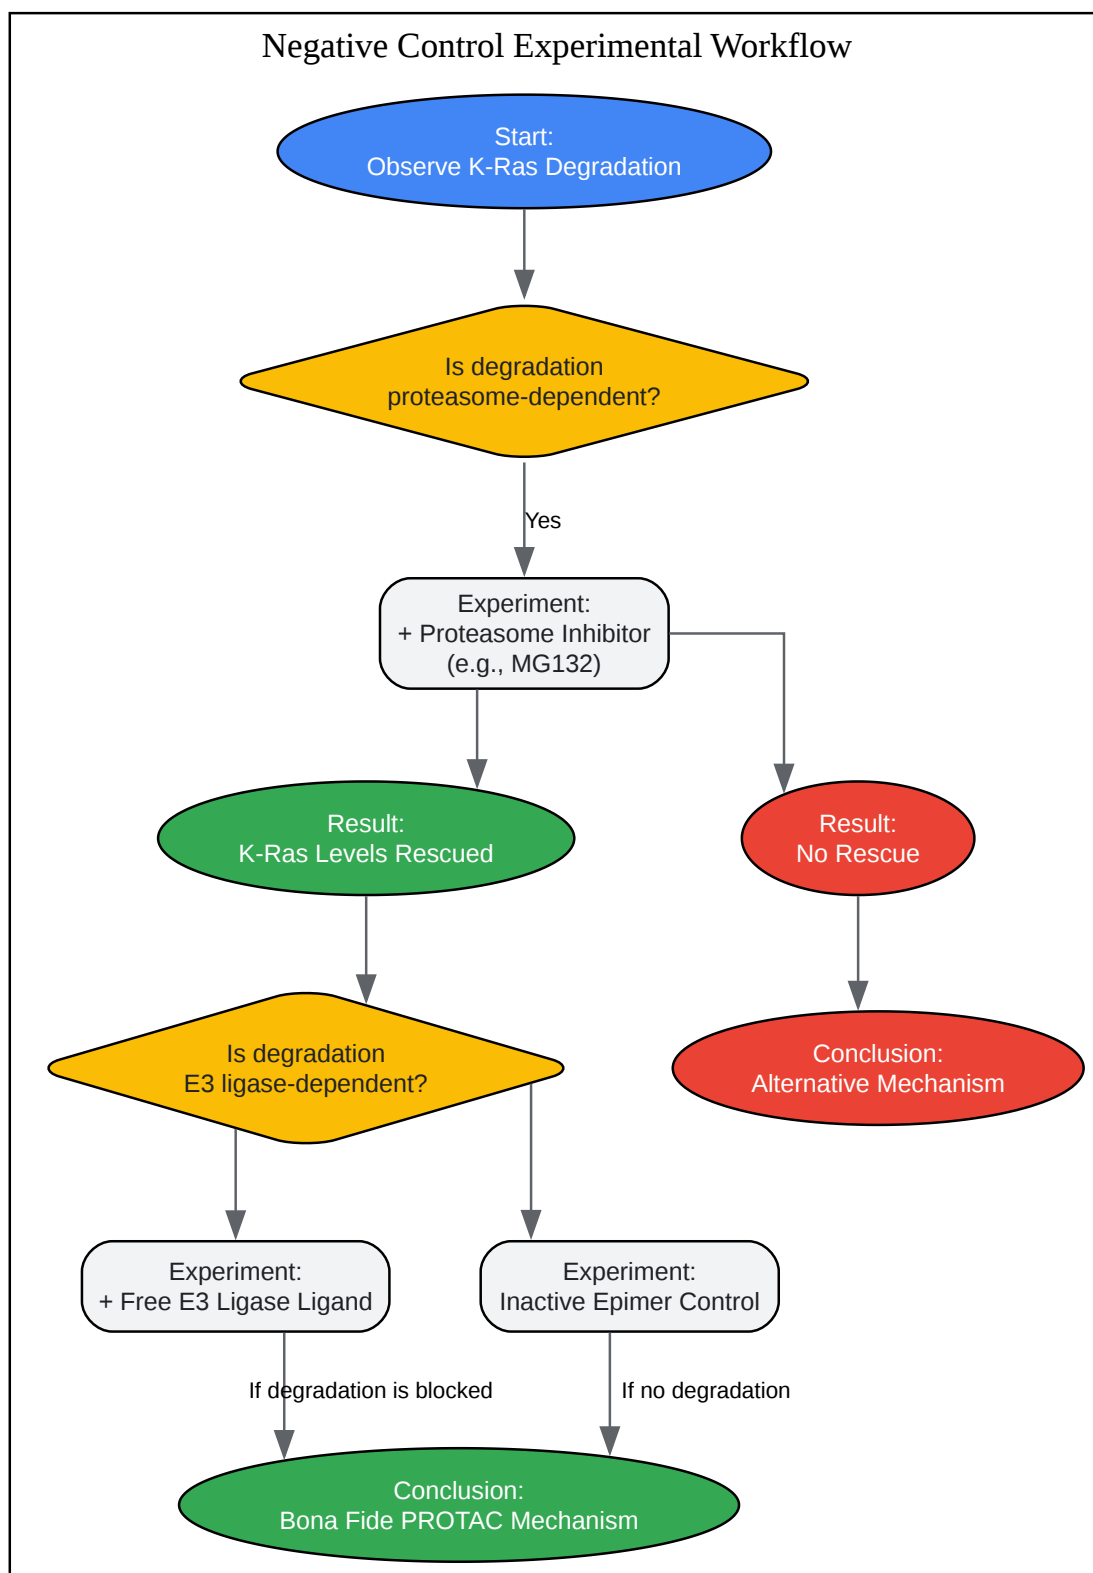 Negative Control Experimental Workflow
Start:
Observe K-Ras Degradation
Is degradation
proteasome-dependent?
Yes
Experiment:
+ Proteasome Inhibitor
(e.g., MG132)
Result:
K-Ras Levels Rescued
Result:
No Rescue
Is degradation
E3 ligase-dependent?
Conclusion:
Alternative Mechanism
Experiment:
+ Free E3 Ligase Ligand
Experiment:
Inactive Epimer Control
If degradation is blocked
If no degradation
Conclusion:
Bona Fide PROTAC Mechanism